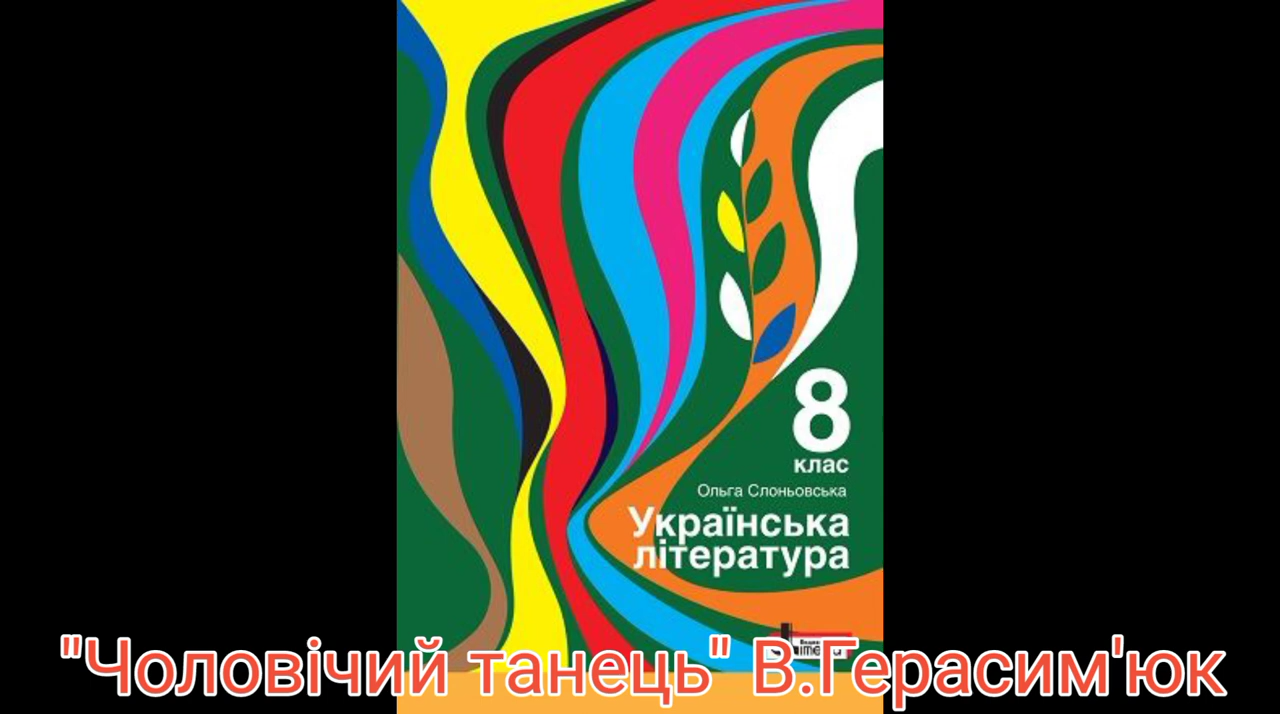 8
клас
Ольга Слоньовська
Українська
література
"Чоловічий танець" В.Герасим'юк